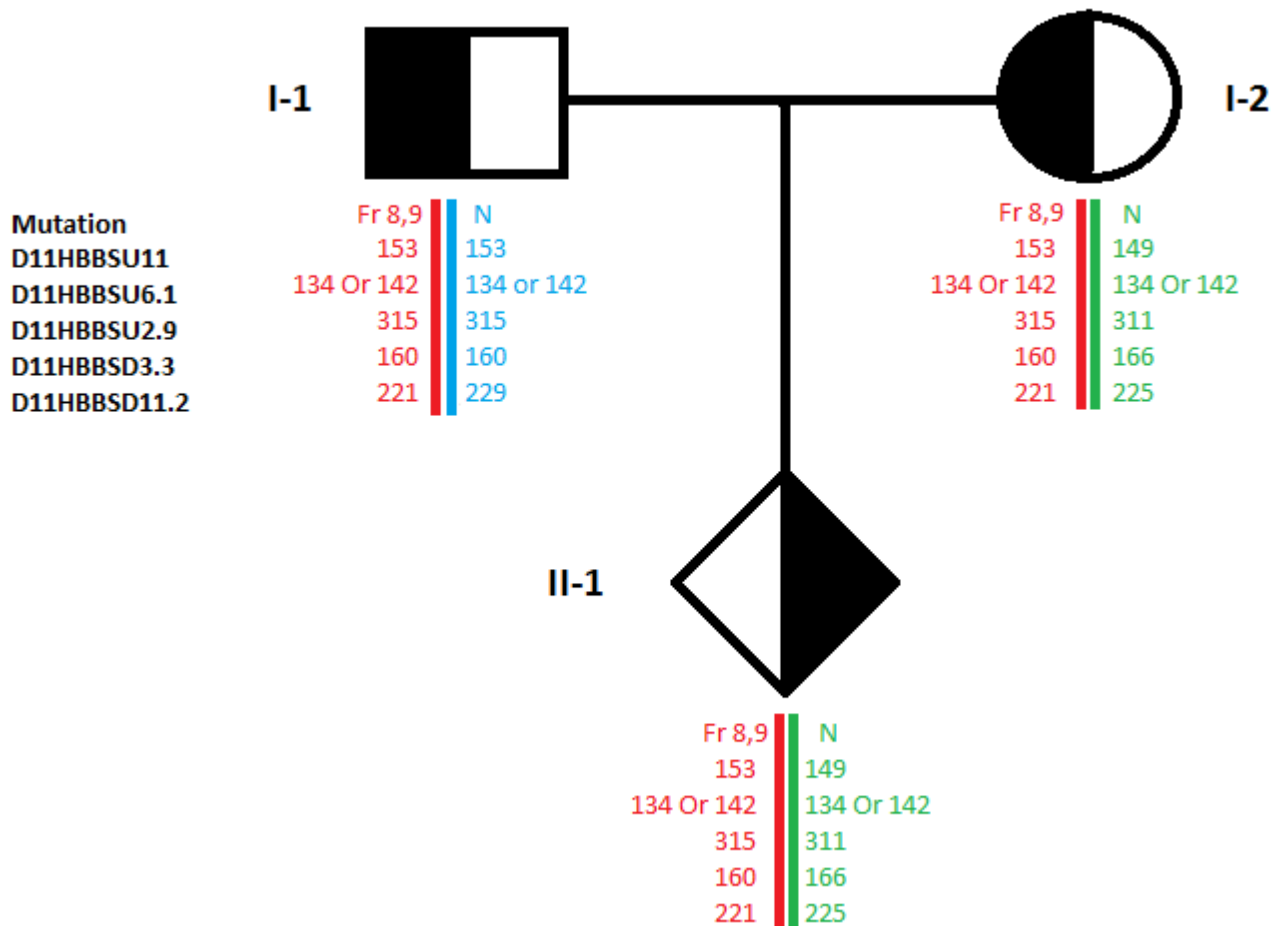 I-1
I-2
Mutation
D11HBBSU11
D11HBBSU6.1
D11HBBSU2.9
D11HBBSD3.3
D11HBBSD11.2
Fr 8,9 N
153 153
134 Or 142 134 or 142
315 315
160 160
221 229
Fr 8,9 N
153 149
134 Or 142 134 Or 142
315 311
160 166
221 225
II-1
Fr 8,9 N
153 149
134 Or 142 134 Or 142
315 311
160 166
221 225